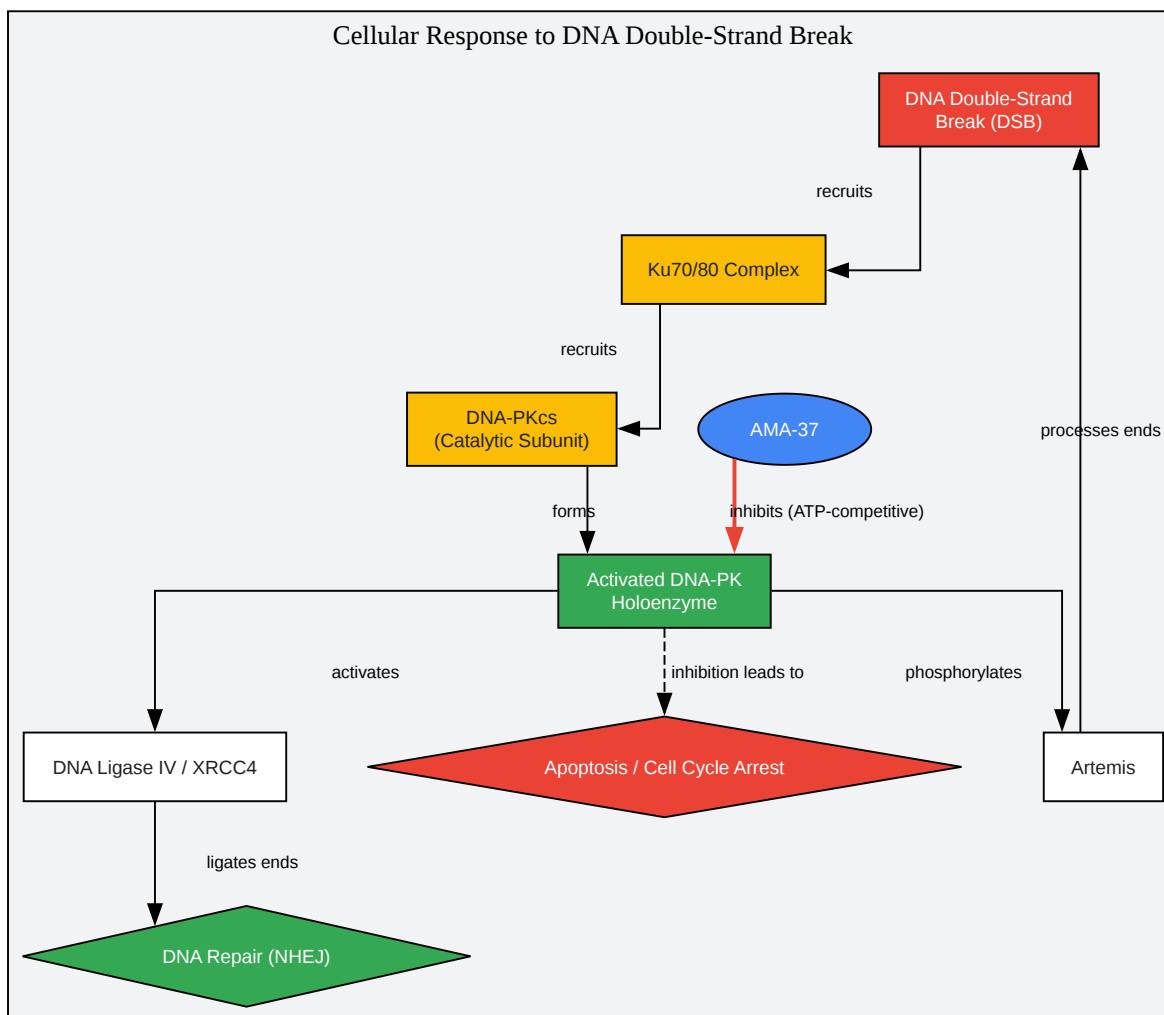 Cellular Response to DNA Double-Strand Break
DNA Double-Strand
Break (DSB)
recruits
Ku70/80 Complex
recruits
DNA-PKcs
(Catalytic Subunit)
AMA-37
processes ends
forms
inhibits (ATP-competitive)
Activated DNA-PK
Holoenzyme
activates
inhibition leads to
phosphorylates
DNA Ligase IV / XRCC4
Apoptosis / Cell Cycle Arrest
Artemis
ligates ends
DNA Repair (NHEJ)